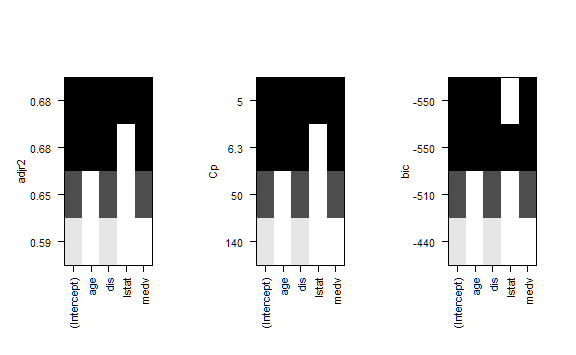 adjr2
0.68
0.68
0.65
0.59
(Intercept)
age
dis
lstat
medv
Cp
5
6.3
50
140
(Intercept)
age
dis
lstat
medv
bic
-550
-550
-510
-440
(Intercept)
age
dis
lstat
medv